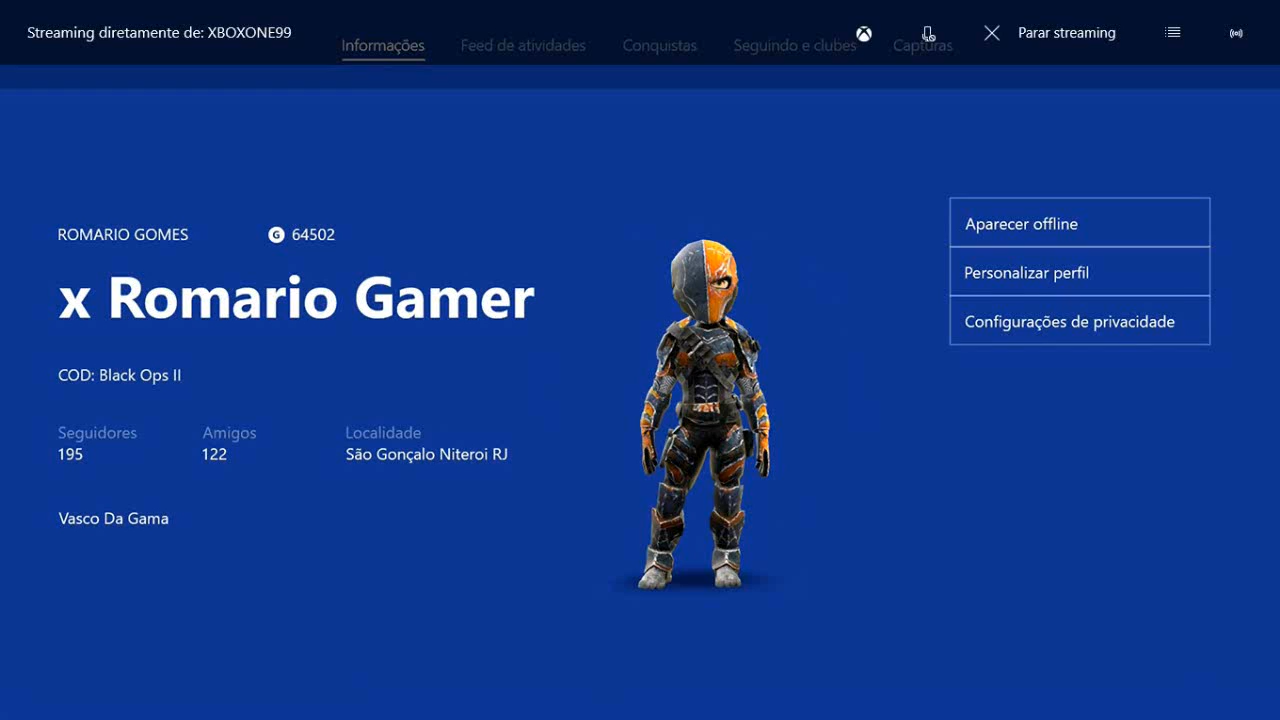 Streaming diretamente de: XBOXONE99
Parar streaming
Informações
Feed de atividades
Conquistas
Seguindo e clubes
Capturas
ROMARIO GOMES
G 64502
x Romario Gamer
COD: Black Ops II
Seguidores
Amigos
Localidade
195
122
São Gonçalo Niteroi RJ
Vasco Da Gama
Aparecer offline
Personalizar perfil
Configurações de privacidade